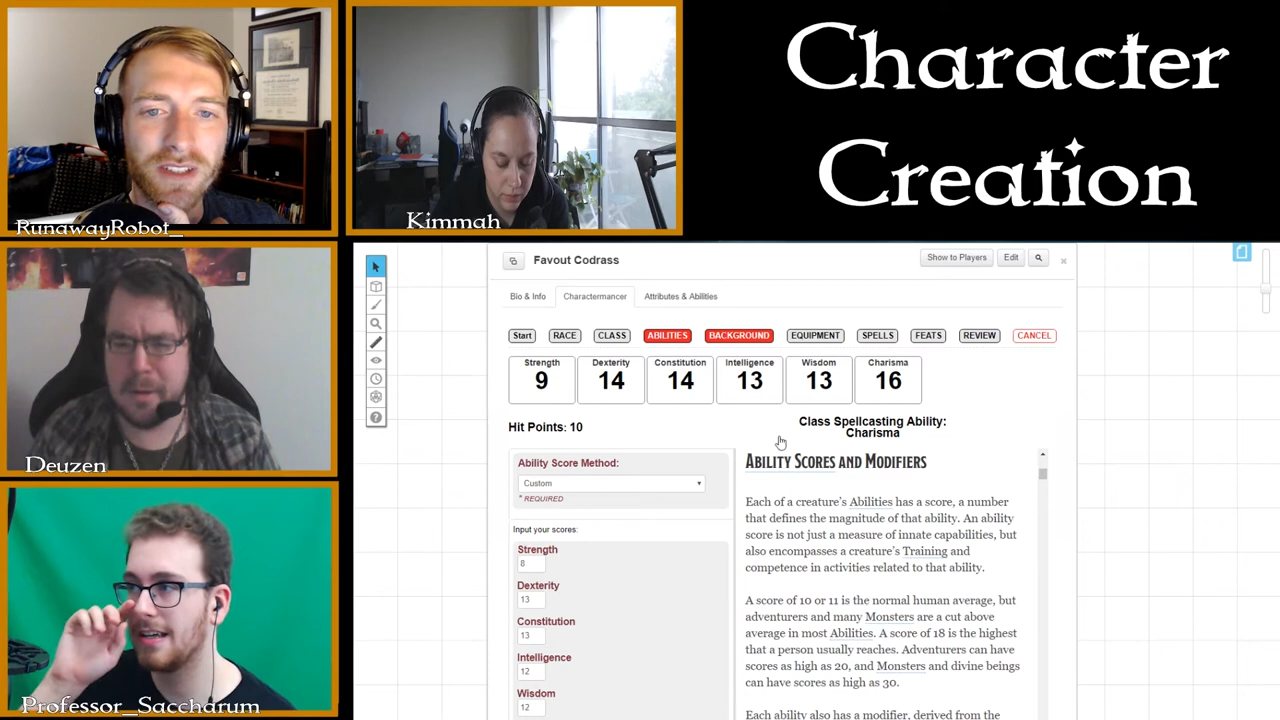 Character
Creation
RunawayRobot_
Kimmah
Deuzen
Professor_Saccharum
Favout Codrass
Show to Players
Edit
Bio & Info
Charactermancer
Attributes & Abilities
Start
RACE
CLASS
ABILITIES
BACKGROUND
EQUIPMENT
SPELLS
FEATS
REVIEW
CANCEL
Strength
9
Dexterity
14
Constitution
14
Intelligence
13
Wisdom
13
Charisma
16
Hit Points: 10
Class Spellcasting Ability:
Charisma
Ability Score Method:
Custom
* REQUIRED
Input your scores:
Strength
8
Dexterity
13
Constitution
13
Intelligence
12
Wisdom
12
ABILITY SCORES AND MODIFIERS
Each of a creature's Abilities has a score, a number
that defines the magnitude of that ability. An ability
score is not just a measure of innate capabilities, but
also encompasses a creature's Training and
competence in activities related to that ability.
A score of 10 or 11 is the normal human average, but
adventurers and many Monsters are a cut above
average in most Abilities. A score of 18 is the highest
that a person usually reaches. Adventurers can have
scores as high as 20, and Monsters and divine beings
can have scores as high as 30.
Each ability also has a modifier, derived from the